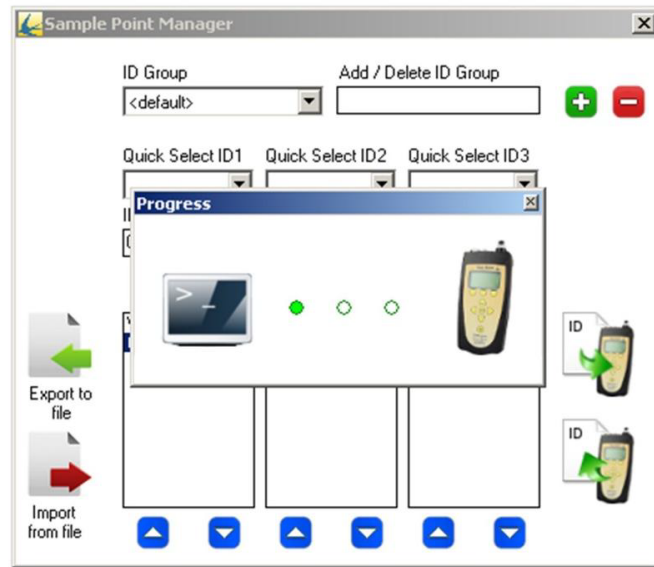 Sample Point Manager
ID Group
Add / Delete ID Group
<default>
Quick Select ID1
Quick Select ID2
Quick Select ID3
Progress
>_
ID
Export to
file
ID
Import
from file